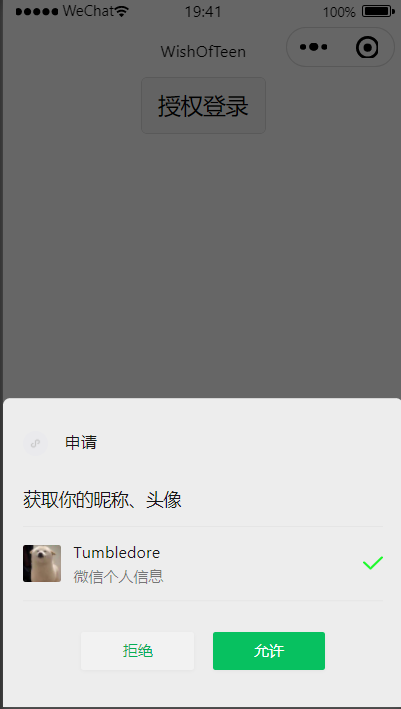 WeChat 19:41 100%
WishOfTeen
授权登录
申请
获取你的昵称、头像
Tumbledore
微信个人信息
拒绝 允许